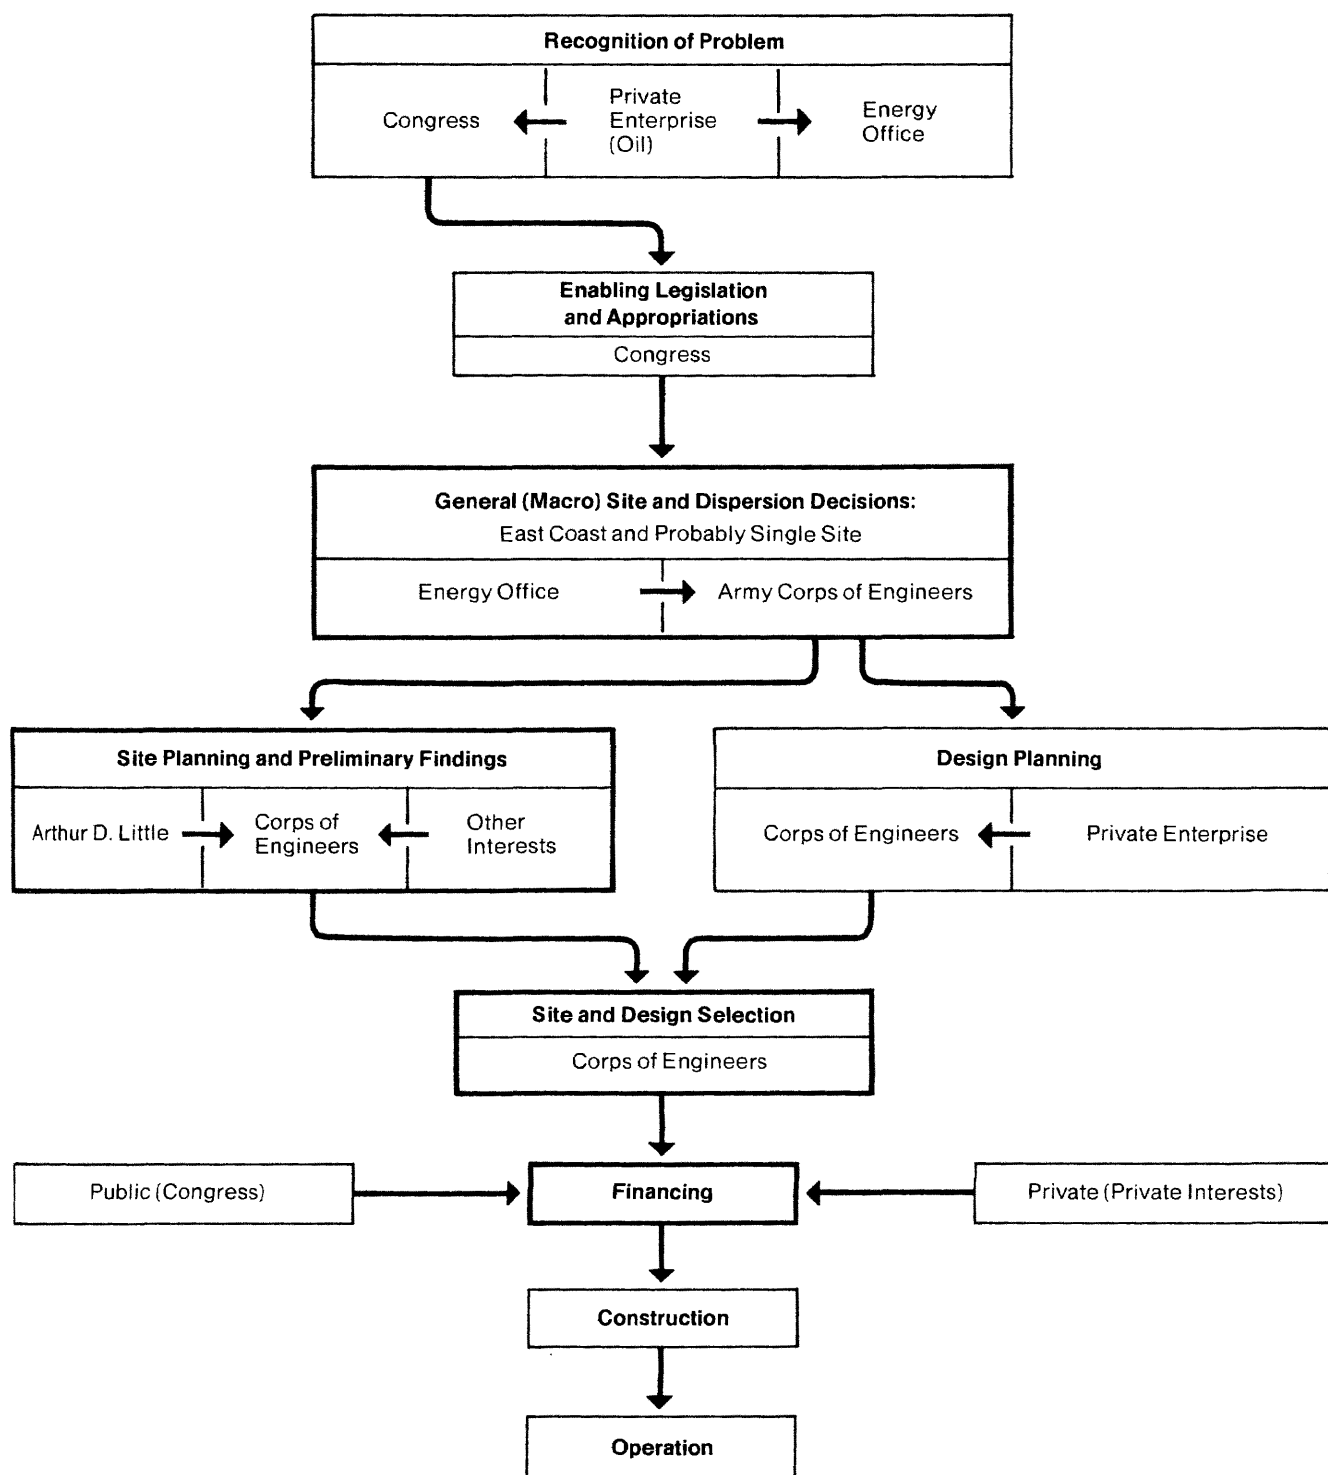 Recognition of Problem
Congress
Private
Enterprise
(Oil)
Energy
Office
Enabling Legislation
and Appropriations
Congress
General (Macro) Site and Dispersion Decisions:
East Coast and Probably Single Site
Energy Office
Army Corps of Engineers
Site Planning and Preliminary Findings
Arthur D. Little
Corps of
Engineers
Other
Interests
Design Planning
Corps of Engineers
Private Enterprise
Site and Design Selection
Corps of Engineers
Public (Congress)
Financing
Private (Private Interests)
Construction
Operation